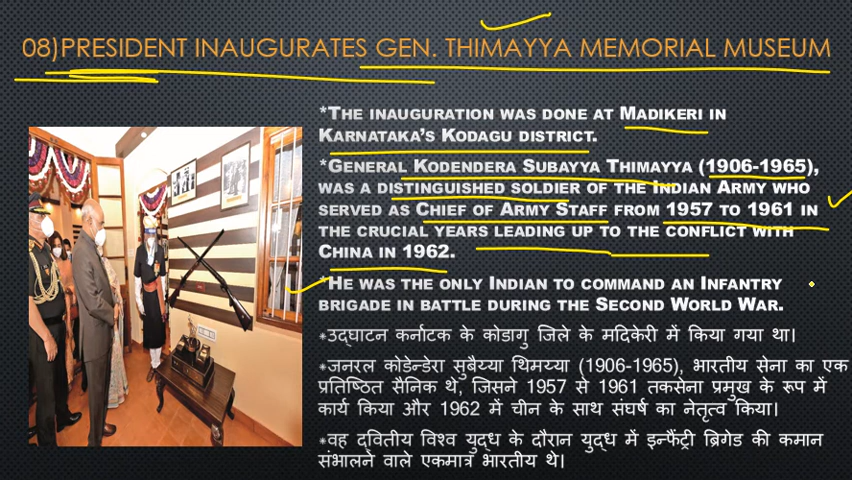 08)PRESIDENT INAUGURATES GEN. THIMAYYA MEMORIAL MUSEUM
*THE INAUGURATION WAS DONE AT MADIKERI IN
KARNATAKA'S KODAGU DISTRICT.
*GENERAL KODENDERA SUBAYYA THIMAYYA (1906-1965),
WAS A DISTINGUISHED SOLDIER OF THE INDIAN ARMY WHO
SERVED AS CHIEF OF ARMY STAFF FROM 1957 TO 1961 IN
THE CRUCIAL YEARS LEADING UP TO THE CONFLICT WITH
CHINA IN 1962.
*HE WAS THE ONLY INDIAN TO COMMAND AN INFANTRY
BRIGADE IN BATTLE DURING THE SECOND WORLD WAR.
*उद्घाटन कर्नाटक के कोडागु जिले के मदिकेरी में किया गया था।
*जनरल कोडेन्डेरा सुबैय्या थिमय्या (1906-1965), भारतीय सेना का एक
प्रतिष्ठित सैनिक थे, जिसने 1957 से 1961 तकसेना प्रमुख के रूप में
कार्य किया और 1962 में चीन के साथ संघर्ष का नेतृत्व किया।
*वह द्वितीय विश्व युद्ध के दौरान युद्ध में इन्फैंट्री ब्रिगेड की कमान
संभालने वाले एकमात्र भारतीय थे।